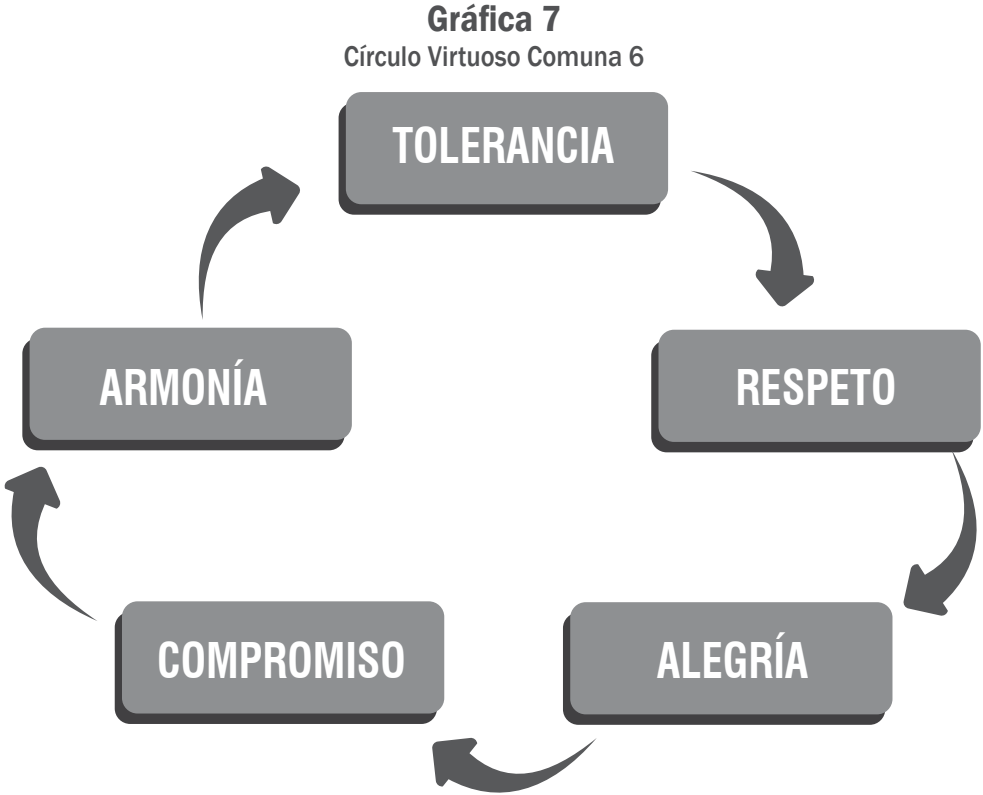 Gráfica 7
Círculo Virtuoso Comuna 6
TOLERANCIA
RESPETO
ALEGRÍA
COMPROMISO
ARMONÍA